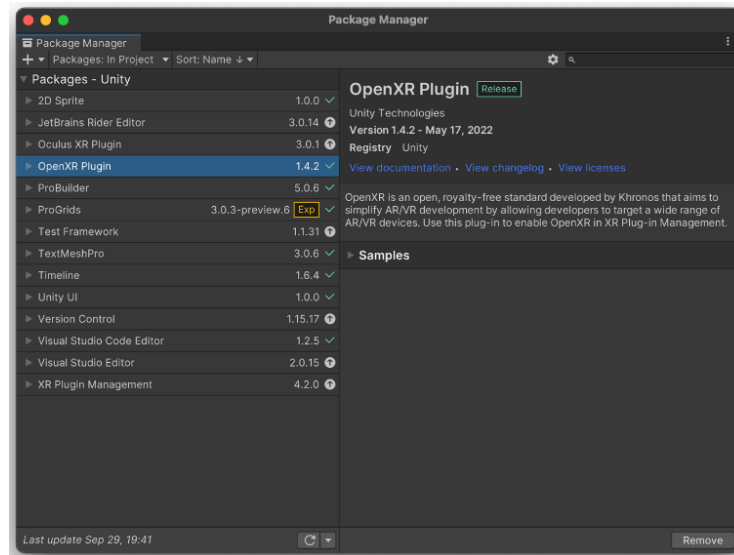 Package Manager
Package Manager
Packages: In Project Sort: Name ↓
Packages - Unity
2D Sprite 1.0.0
JetBrains Rider Editor 3.0.14
Oculus XR Plugin 3.0.1
OpenXR Plugin 1.4.2
ProBuilder 5.0.6
ProGrids 3.0.3-preview.6 Exp
Test Framework 1.1.31
TextMeshPro 3.0.6
Timeline 1.6.4
Unity UI 1.0.0
Version Control 1.15.17
Visual Studio Code Editor 1.2.5
Visual Studio Editor 2.0.15
XR Plugin Management 4.2.0
Last update Sep 29, 19:41
OpenXR Plugin Release
Unity Technologies
Version 1.4.2 - May 17, 2022
Registry Unity
View documentation • View changelog • View licenses
OpenXR is an open, royalty-free standard developed by Khronos that aims to
simplify AR/VR development by allowing developers to target a wide range of
AR/VR devices. Use this plug-in to enable OpenXR in XR Plug-in Management.
Samples
Remove